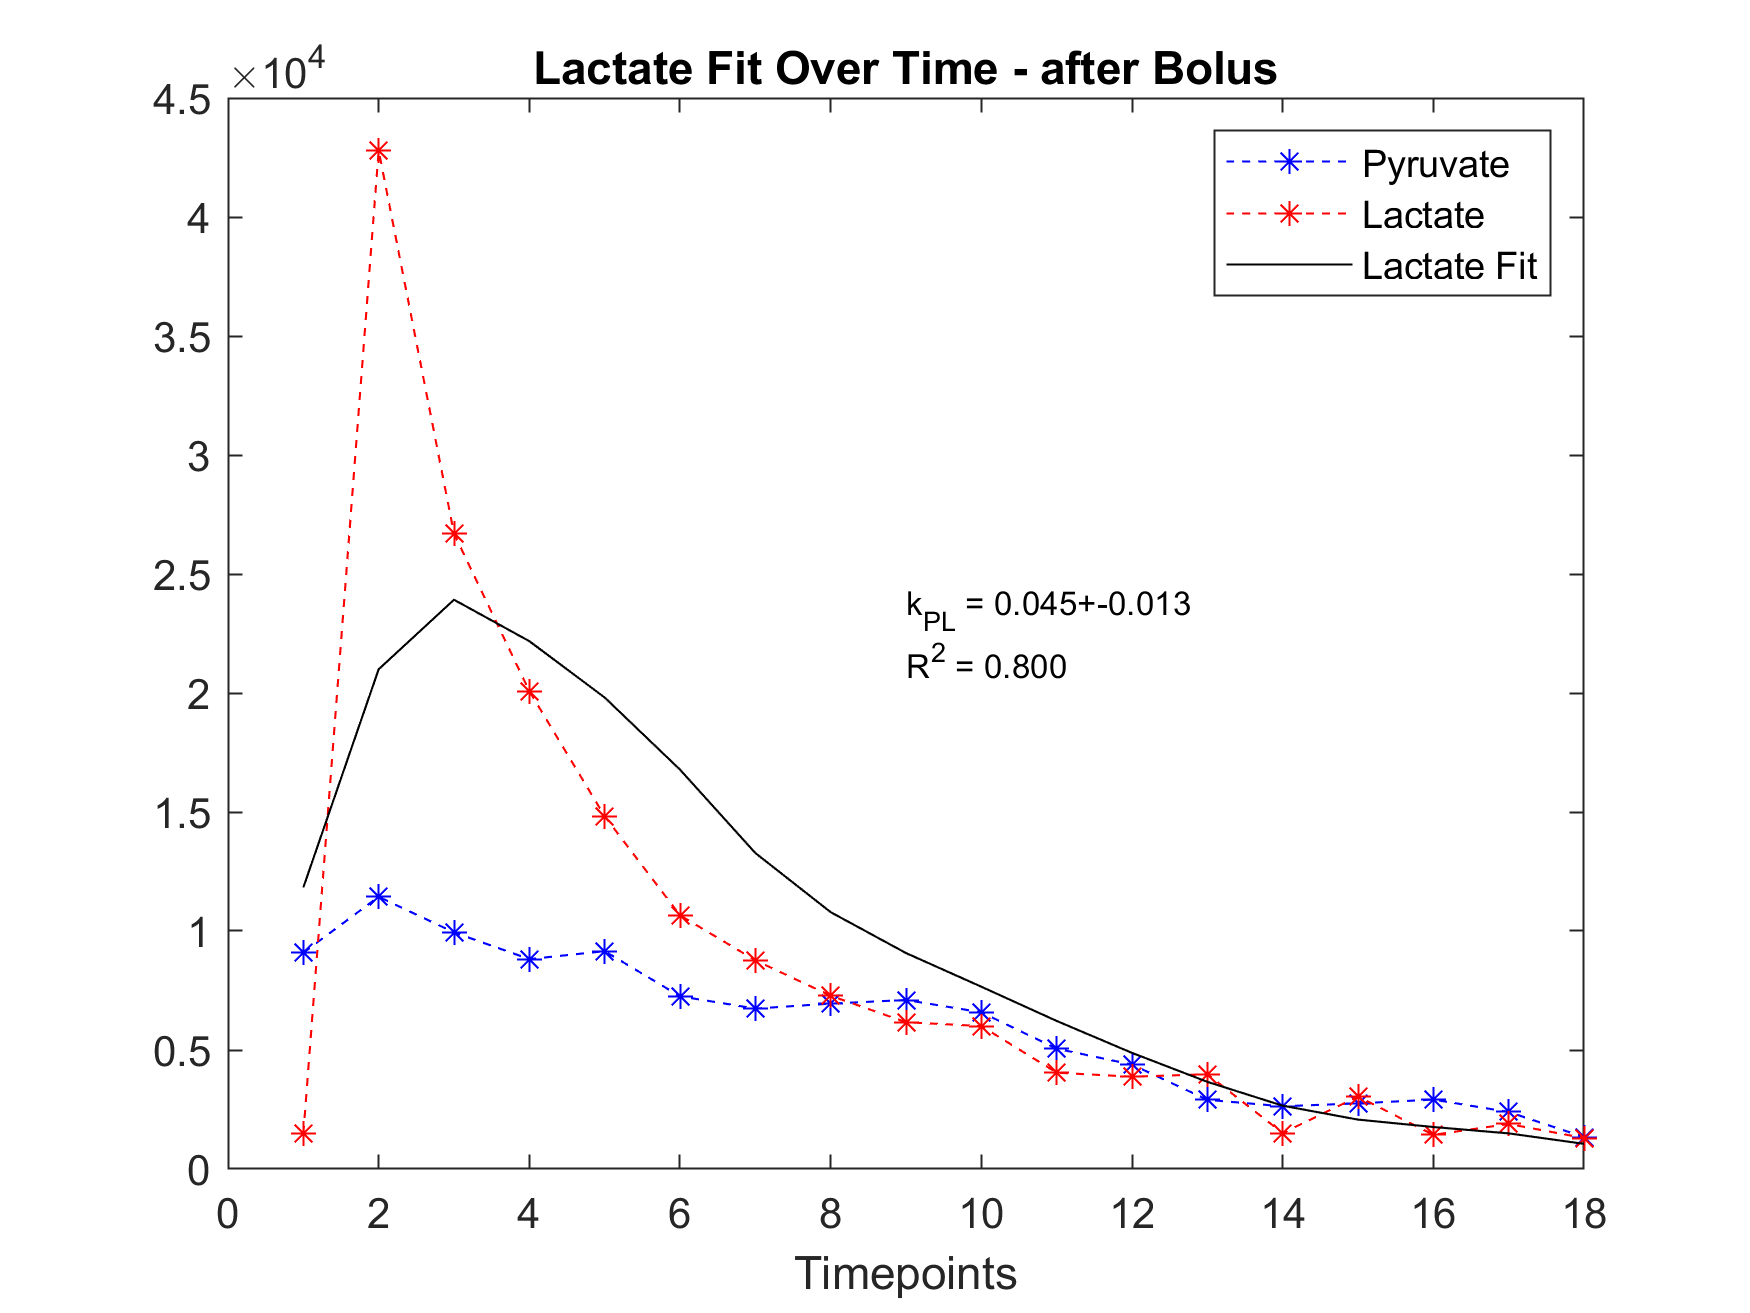 Lactate Fit Over Time - after Bolus
×10^4
4.5
4
3.5
3
2.5
2
1.5
1
0.5
0
Pyruvate
Lactate
Lactate Fit
k_PL = 0.045+-0.013
R^2 = 0.800
0 2 4 6 8 10 12 14 16 18
Timepoints